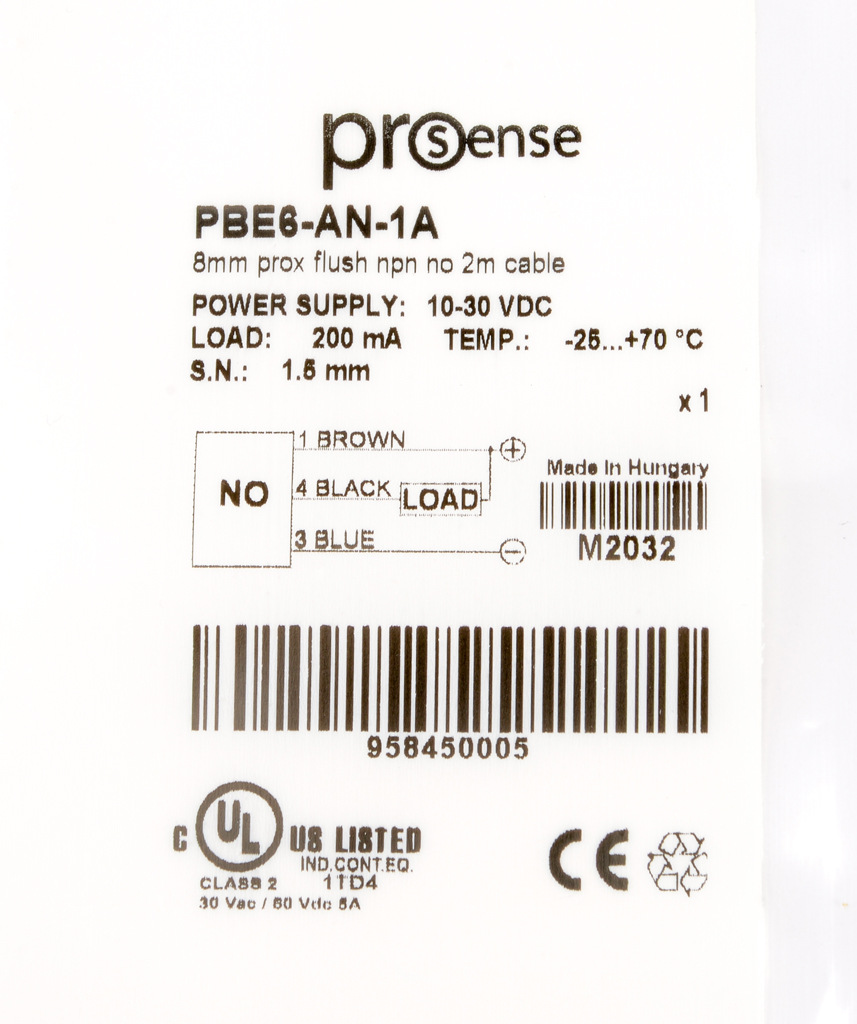 prosense
PBE6-AN-1A
8mm prox flush npn no 2m cable
POWER SUPPLY: 10-30 VDC
LOAD: 200 mA TEMP.: -25...+70 °C
S.N.: 1.5 mm
x 1
1 BROWN +
NO 4 BLACK LOAD
3 BLUE −
Made In Hungary
M2032
958450005
C UL US LISTED
IND.CONT.EQ.
CLASS 2 1TD4
30 Vac / 60 Vdc 5A
CE